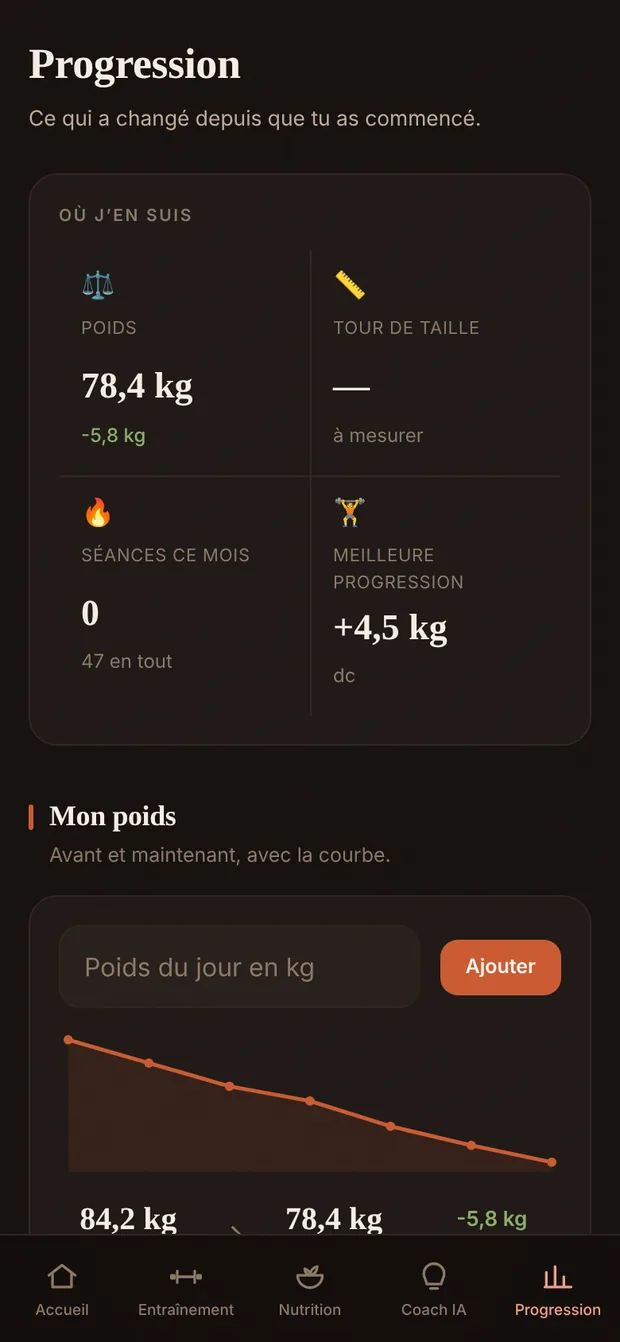 Progression
Ce qui a changé depuis que tu as commencé.
OÙ J’EN SUIS
POIDS
78,4 kg
-5,8 kg
TOUR DE TAILLE
—
à mesurer
SÉANCES CE MOIS
0
47 en tout
MEILLEURE
PROGRESSION
+4,5 kg
dc
Mon poids
Avant et maintenant, avec la courbe.
Poids du jour en kg
Ajouter
84,2 kg
78,4 kg
-5,8 kg
Accueil
Entraînement
Nutrition
Coach IA
Progression